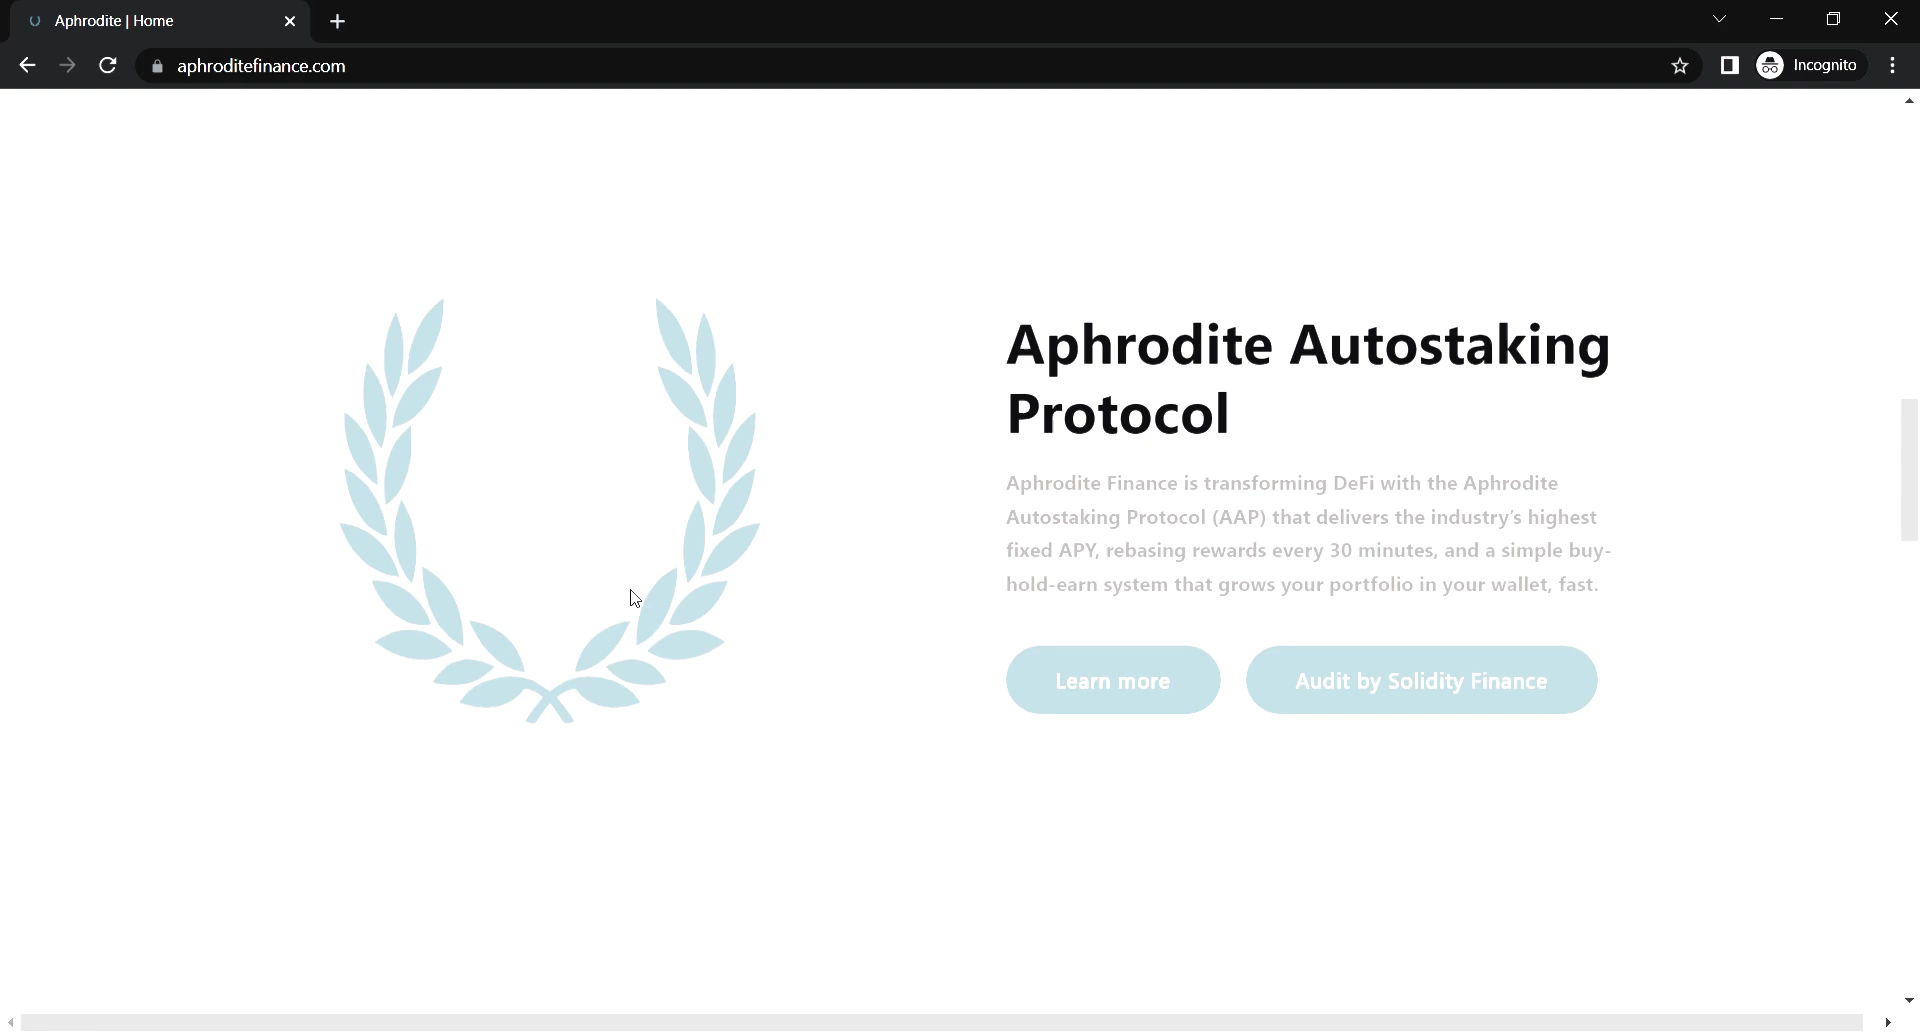 Aphrodite | Home
aphroditefinance.com
Incognito
Aphrodite Autostaking
Protocol
Aphrodite Finance is transforming DeFi with the Aphrodite
Autostaking Protocol (AAP) that delivers the industry's highest
fixed APY, rebasing rewards every 30 minutes, and a simple buy-
hold-earn system that grows your portfolio in your wallet, fast.
Learn more
Audit by Solidity Finance